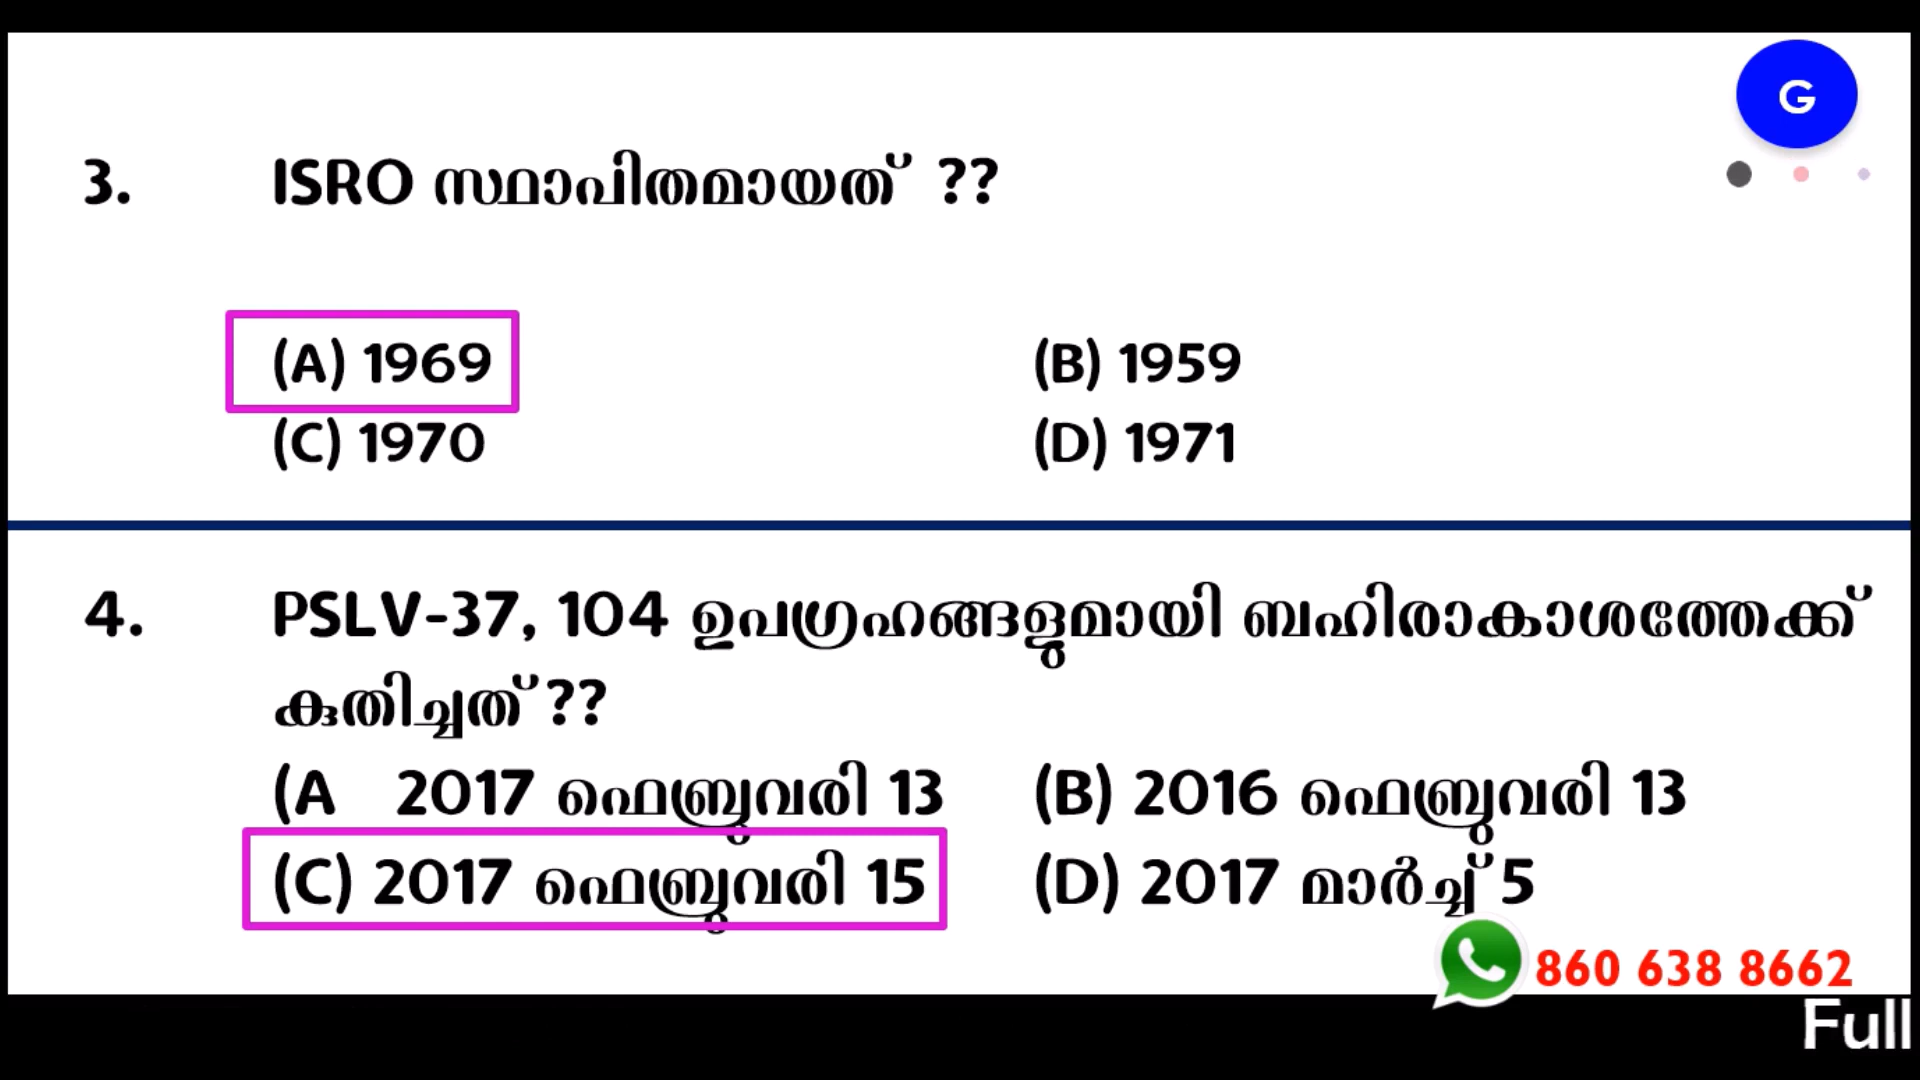 G
3. ISRO സ്ഥാപിതമായത് ??
(A) 1969 (B) 1959
(C) 1970 (D) 1971
4. PSLV-37, 104 ഉപഗ്രഹങ്ങളുമായി ബഹിരാകാശത്തേക്ക്
കുതിച്ചത്??
(A 2017 ഫെബ്രുവരി 13 (B) 2016 ഫെബ്രുവരി 13
(C) 2017 ഫെബ്രുവരി 15 (D) 2017 മാർച്ച് 5
860 638 8662
Full